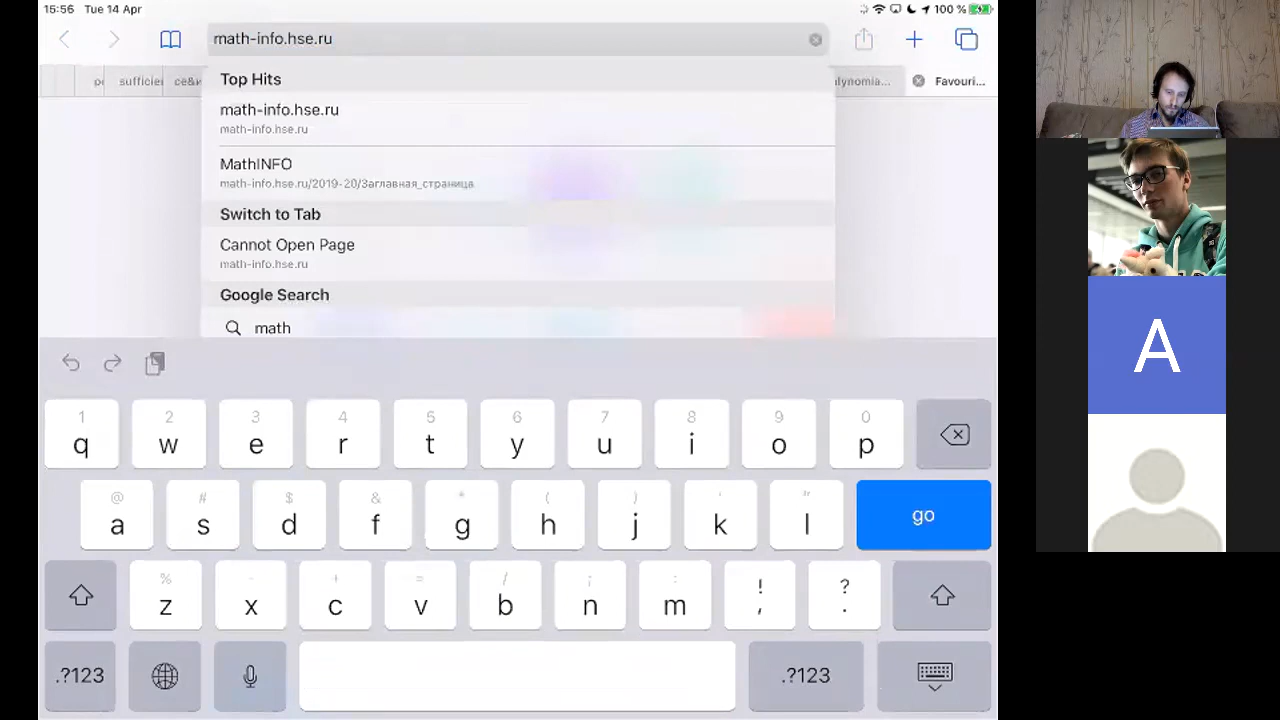 15:56 Tue 14 Apr
100 %
math-info.hse.ru
sufficie
се&и
lynomia...
Favouri...
Top Hits
math-info.hse.ru
math-info.hse.ru
MathINFO
math-info.hse.ru/2019-20/Заглавная_страница
Switch to Tab
Cannot Open Page
math-info.hse.ru
Google Search
math
1 2 3 4 5 6 7 8 9 0
q w e r t y u i o p
@ # $ & * ( ) ' "
a s d f g h j k l go
% - + = / ; : ! ?
z x c v b n m , .
.?123 .?123
A